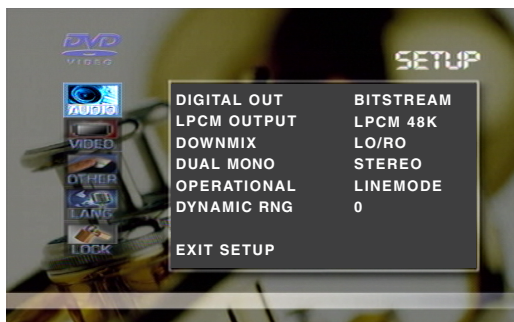 DVD
VIDEO
SETUP
AUDIO
VIDEO
OTHER
LANG
LOCK
DIGITAL OUT BITSTREAM
LPCM OUTPUT LPCM 48K
DOWNMIX LO/RO
DUAL MONO STEREO
OPERATIONAL LINEMODE
DYNAMIC RNG 0
EXIT SETUP